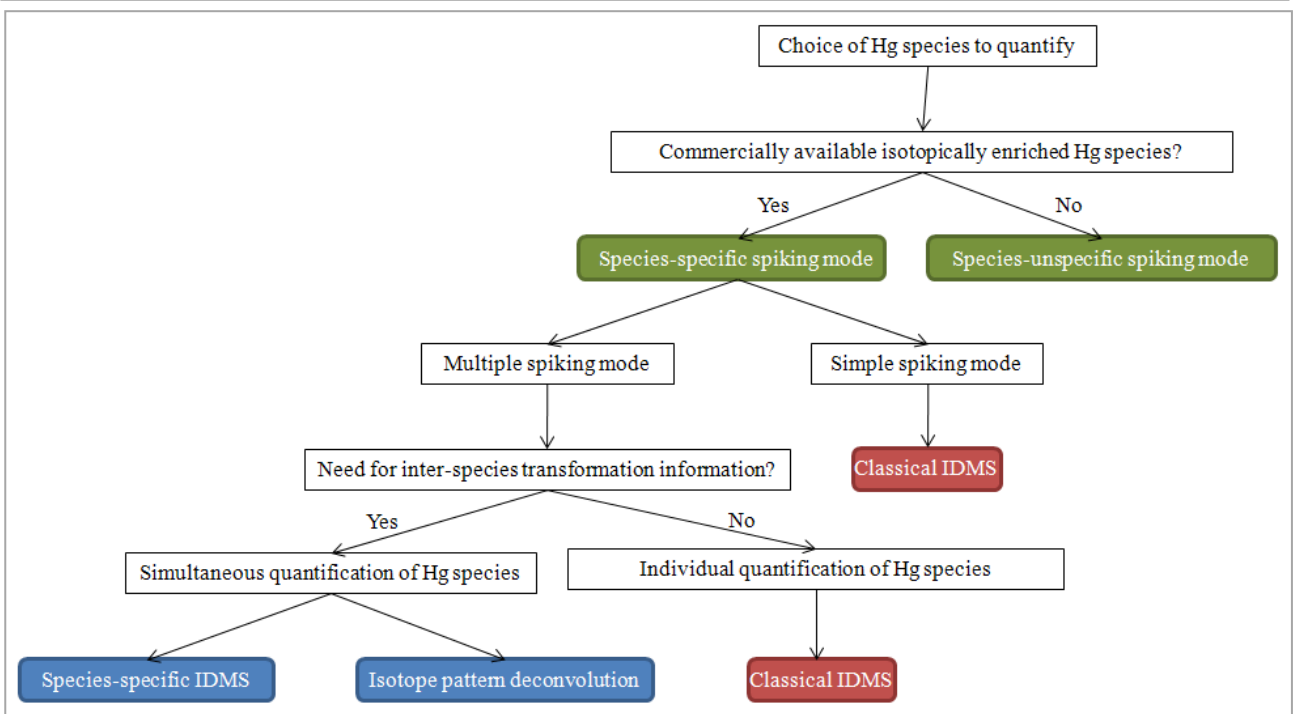 Choice of Hg species to quantify
Commercially available isotopically enriched Hg species?
Yes
No
Species-specific spiking mode
Species-unspecific spiking mode
Multiple spiking mode
Simple spiking mode
Need for inter-species transformation information?
Classical IDMS
Yes
No
Simultaneous quantification of Hg species
Individual quantification of Hg species
Species-specific IDMS
Isotope pattern deconvolution
Classical IDMS